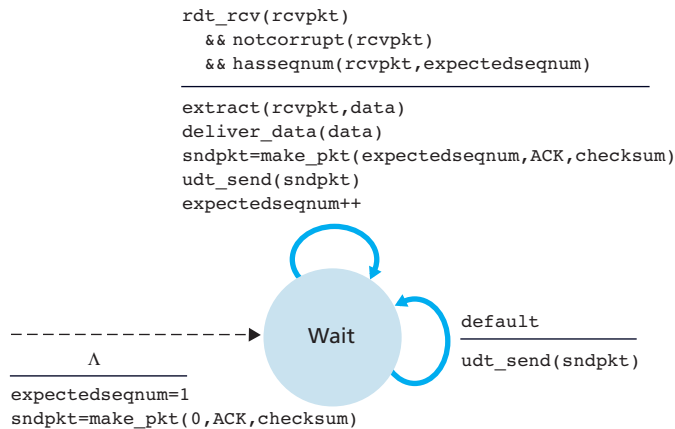 rdt_rcv(rcvpkt)
&& notcorrupt(rcvpkt)
&& hasseqnum(rcvpkt,expectedseqnum)
extract(rcvpkt,data)
deliver_data(data)
sndpkt=make_pkt(expectedseqnum,ACK,checksum)
udt_send(sndpkt)
expectedseqnum++
Wait
default
udt_send(sndpkt)
Λ
expectedseqnum=1
sndpkt=make_pkt(0,ACK,checksum)